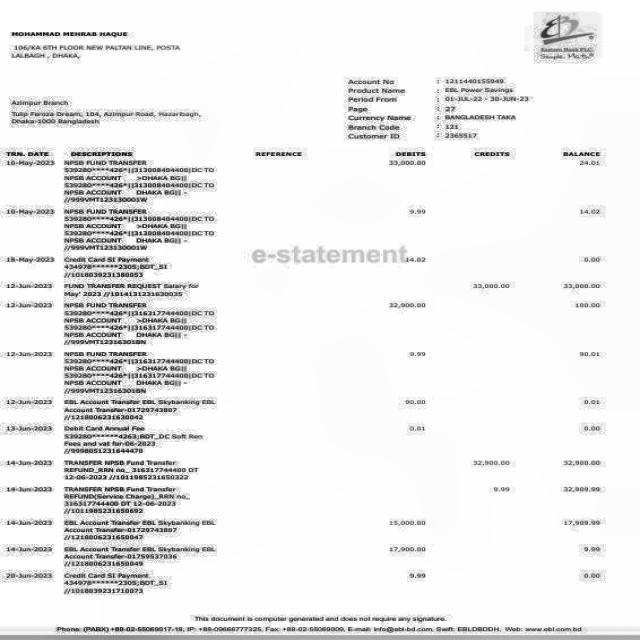 MOHAMMAD MEHRAB HAQUE
106/KA 6TH FLOOR NEW PALTAN LINE, POSTA
LALBAGH , DHAKA,
Eastern Bank PLC.
Account No : 1211440155949
Product Name : EBL Power Savings
Period From : 01-JUL-22 - 30-JUN-23
Page : 27
Currency Name : BANGLADESH TAKA
Branch Code : 121
Customer ID : 2365517
Azimpur Branch
Tulip Feroza Dream, 184, Azimpur Road, Hazaribagh,
Dhaka-1000 Bangladesh
TRN. DATE DESCRIPTIONS REFERENCE DEBITS CREDITS BALANCE
10-May-2023 NPSB FUND TRANSFER 33,000.00 24.01
539280****426*||313008404400|DC TO
NPSB ACCOUNT >DHAKA BG||
539280****426*||313008404400|DC TO
NPSB ACCOUNT DHAKA BG|| -
//999VMT123130001W
10-May-2023 NPSB FUND TRANSFER 9.99 14.02
539280****426*||313008404400|DC TO
NPSB ACCOUNT >DHAKA BG||
539280****426*||313008404400|DC TO
NPSB ACCOUNT DHAKA BG|| -
//999VMT123130001W
e-statement
18-May-2023 Credit Card SI Payment 14.02 0.00
434978******2305;BDT_SI
//1018039231380053
12-Jun-2023 FUND TRANSFER REQUEST Salary for 33,000.00 33,000.00
May' 2023 //1014131231630035
12-Jun-2023 NPSB FUND TRANSFER 32,900.00 100.00
539280****426*||316317744400|DC TO
NPSB ACCOUNT >DHAKA BG||
539280****426*||316317744400|DC TO
NPSB ACCOUNT DHAKA BG|| -
//999VMT12316301BN
12-Jun-2023 NPSB FUND TRANSFER 9.99 90.01
539280****426*||316317744400|DC TO
NPSB ACCOUNT >DHAKA BG||
539280****426*||316317744400|DC TO
NPSB ACCOUNT DHAKA BG|| -
//999VMT12316301BN
12-Jun-2023 EBL Account Transfer EBL Skybanking EBL 90.00 0.01
Account Transfer-01729743807
//1218006231630042
13-Jun-2023 Debit Card Annual Fee 0.01 0.00
539280******4263;BDT_DC Soft Ren
Fees and vat for-06-2023
//9998051231644470
14-Jun-2023 TRANSFER NPSB Fund Transfer 32,900.00 32,900.00
REFUND_RRN no_ 316317744400 DT
12-06-2023 //1011985231650322
14-Jun-2023 TRANSFER NPSB Fund Transfer 9.99 32,909.99
REFUND(Service Charge)_RRN no_
316317744400 DT 12-06-2023
//1011985231650692
14-Jun-2023 EBL Account Transfer EBL Skybanking EBL 15,000.00 17,909.99
Account Transfer-01729743807
//1218006231650047
14-Jun-2023 EBL Account Transfer EBL Skybanking EBL 17,900.00 9.99
Account Transfer-01759537036
//1218006231650049
20-Jun-2023 Credit Card SI Payment 9.99 0.00
434978******2305;BDT_SI
//1018039231710073
This document is computer generated and does not require any signature.
Phone: (PABX) +88-02-55069017-18, IP: +88-09666777325, Fax: +88-02-55069009, E-mail: info@ebl-bd.com, Swift: EBLDBDDH, Web: www.ebl.com.bd